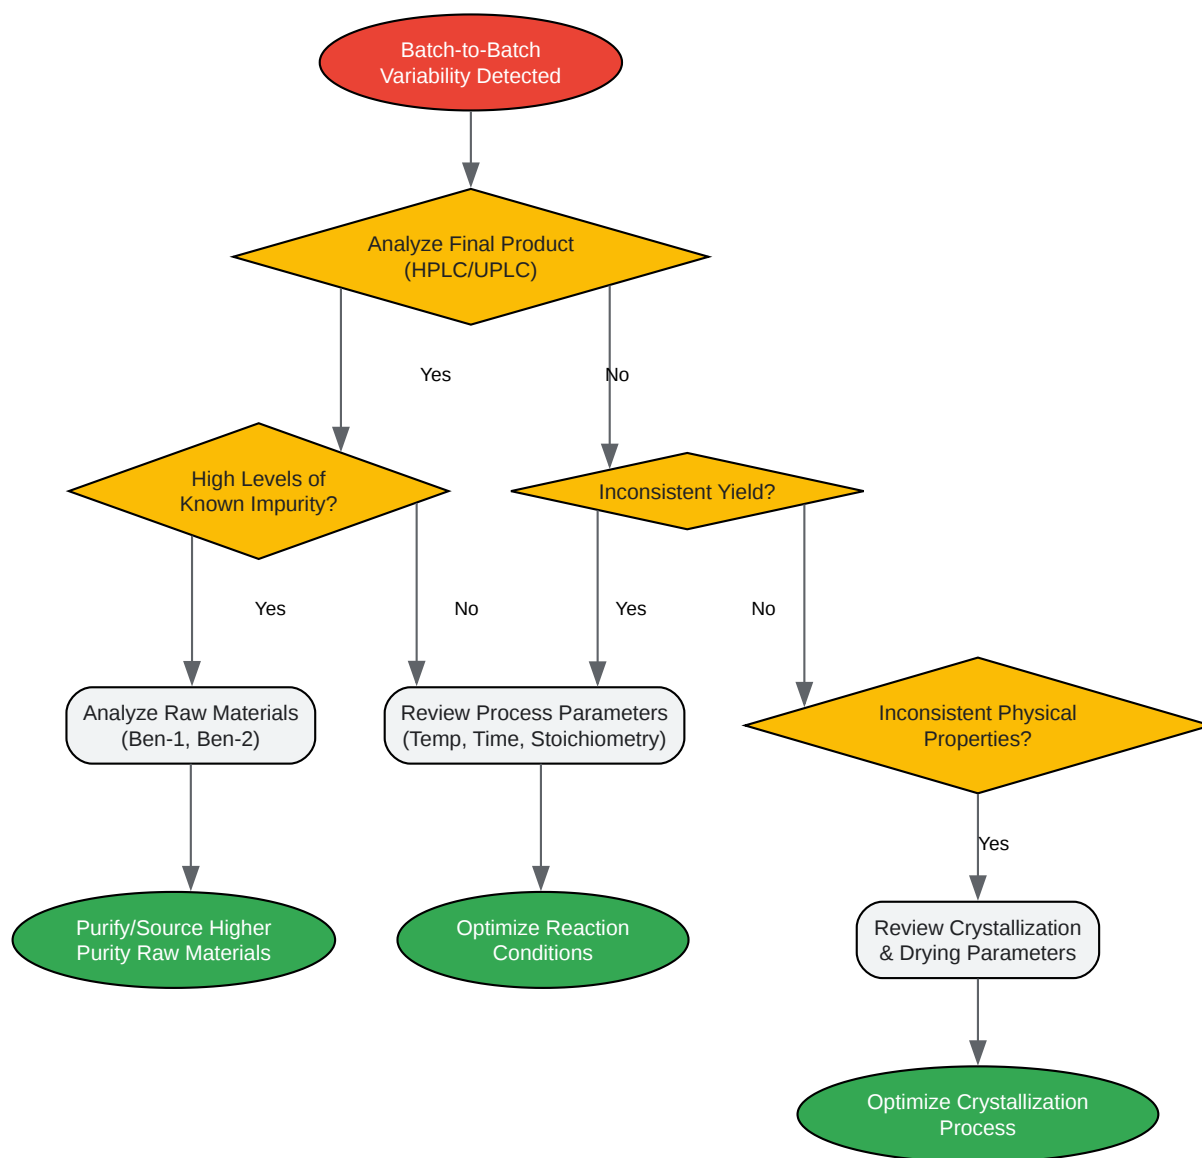 Batch-to-Batch
Variability Detected
Analyze Final Product
(HPLC/UPLC)
Yes
No
High Levels of
Known Impurity?
Inconsistent Yield?
Yes
No
Yes
No
Analyze Raw Materials
(Ben-1, Ben-2)
Review Process Parameters
(Temp, Time, Stoichiometry)
Inconsistent Physical
Properties?
Yes
Purify/Source Higher
Purity Raw Materials
Optimize Reaction
Conditions
Review Crystallization
& Drying Parameters
Optimize Crystallization
Process